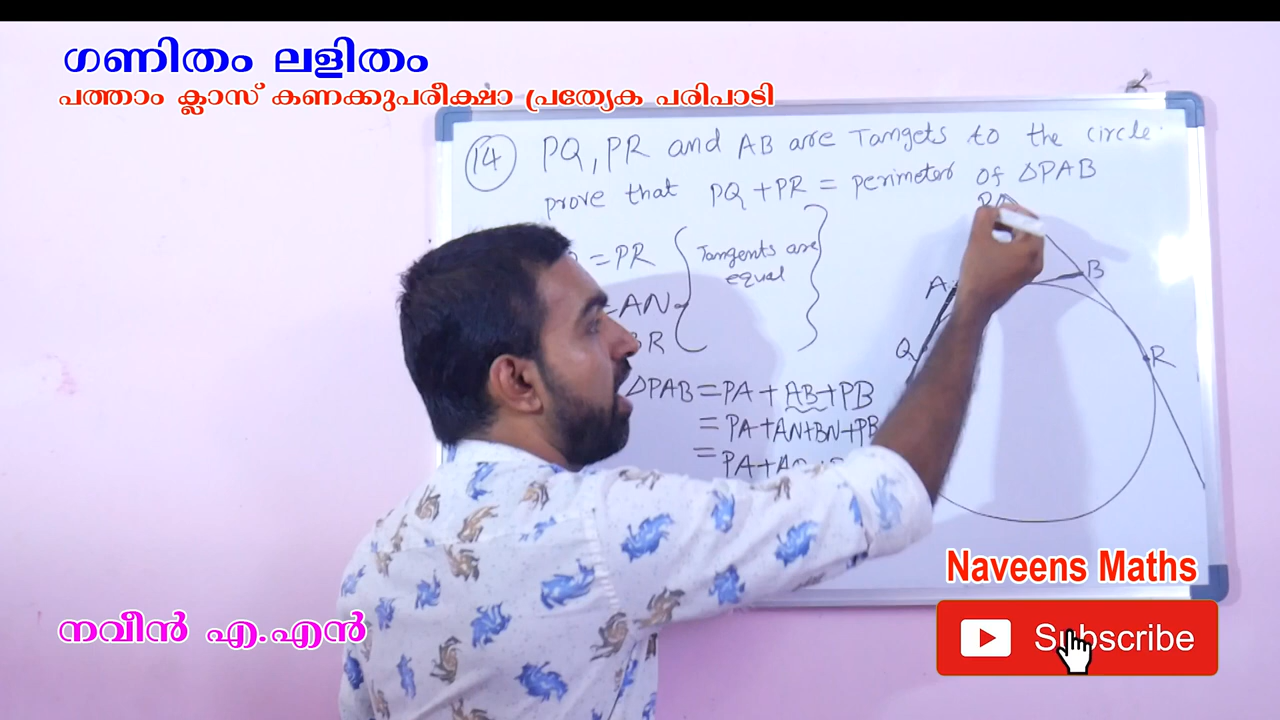 ഗണിതം ലളിതം
പത്താം ക്ലാസ് കണക്കുപരീക്ഷാ പ്രത്യേക പരിപാടി
14 PQ, PR and AB are Tangets to the circle.
prove that PQ + PR = perimeter of ΔPAB
= PR { Tangents are equal }
= AN
BR
ΔPAB = PA + AB + PB
= PA + AN + BN + PB
= PA +
A
B
Q
R
Naveens Maths
Subscribe
നവീൻ എ.എൻ